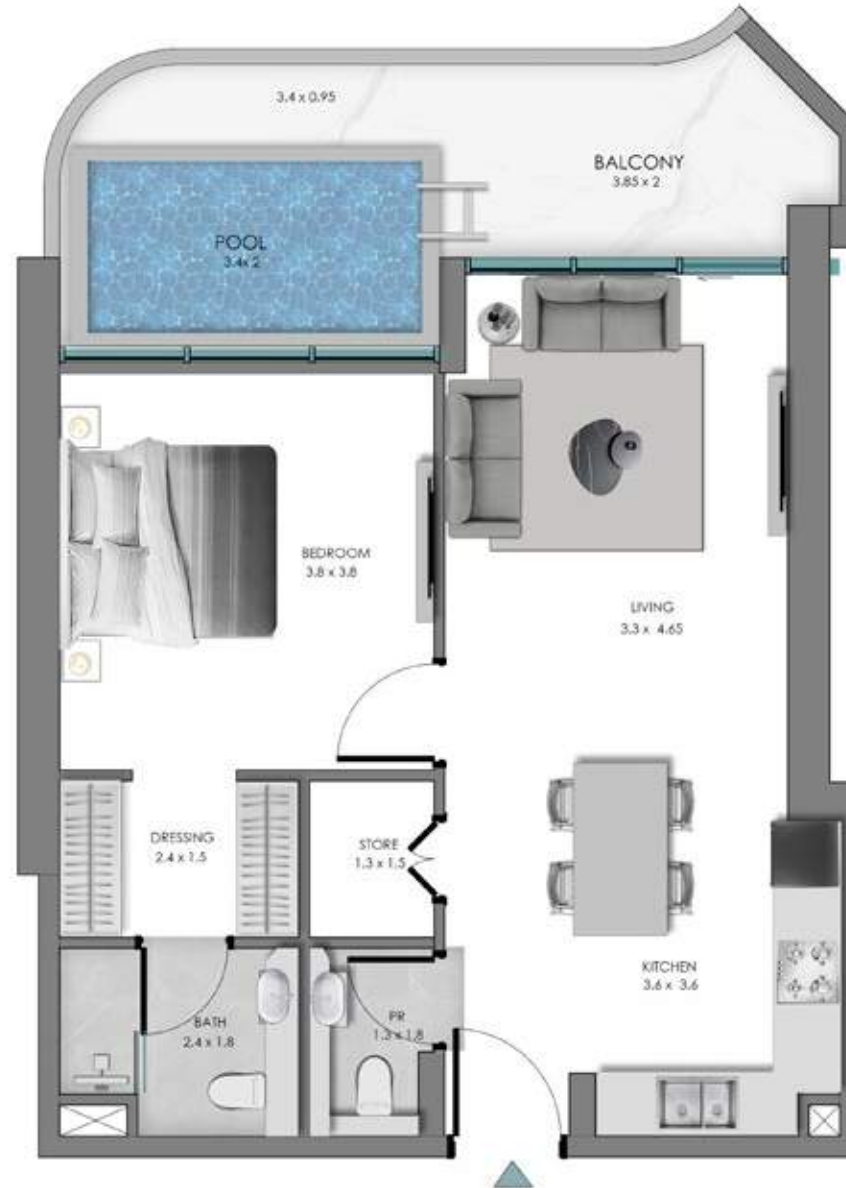 3.4 x 0.95
BALCONY
3.85 x 2
POOL
3.4x 2
BEDROOM
3.8 x 3.8
LIVING
3.3 x 4.65
DRESSING
2.4 x 1.5
STORE
1.3 x 1.5
KITCHEN
3.6 x 3.6
BATH
2.4 x 1.8
PR
1.3 x 1.8